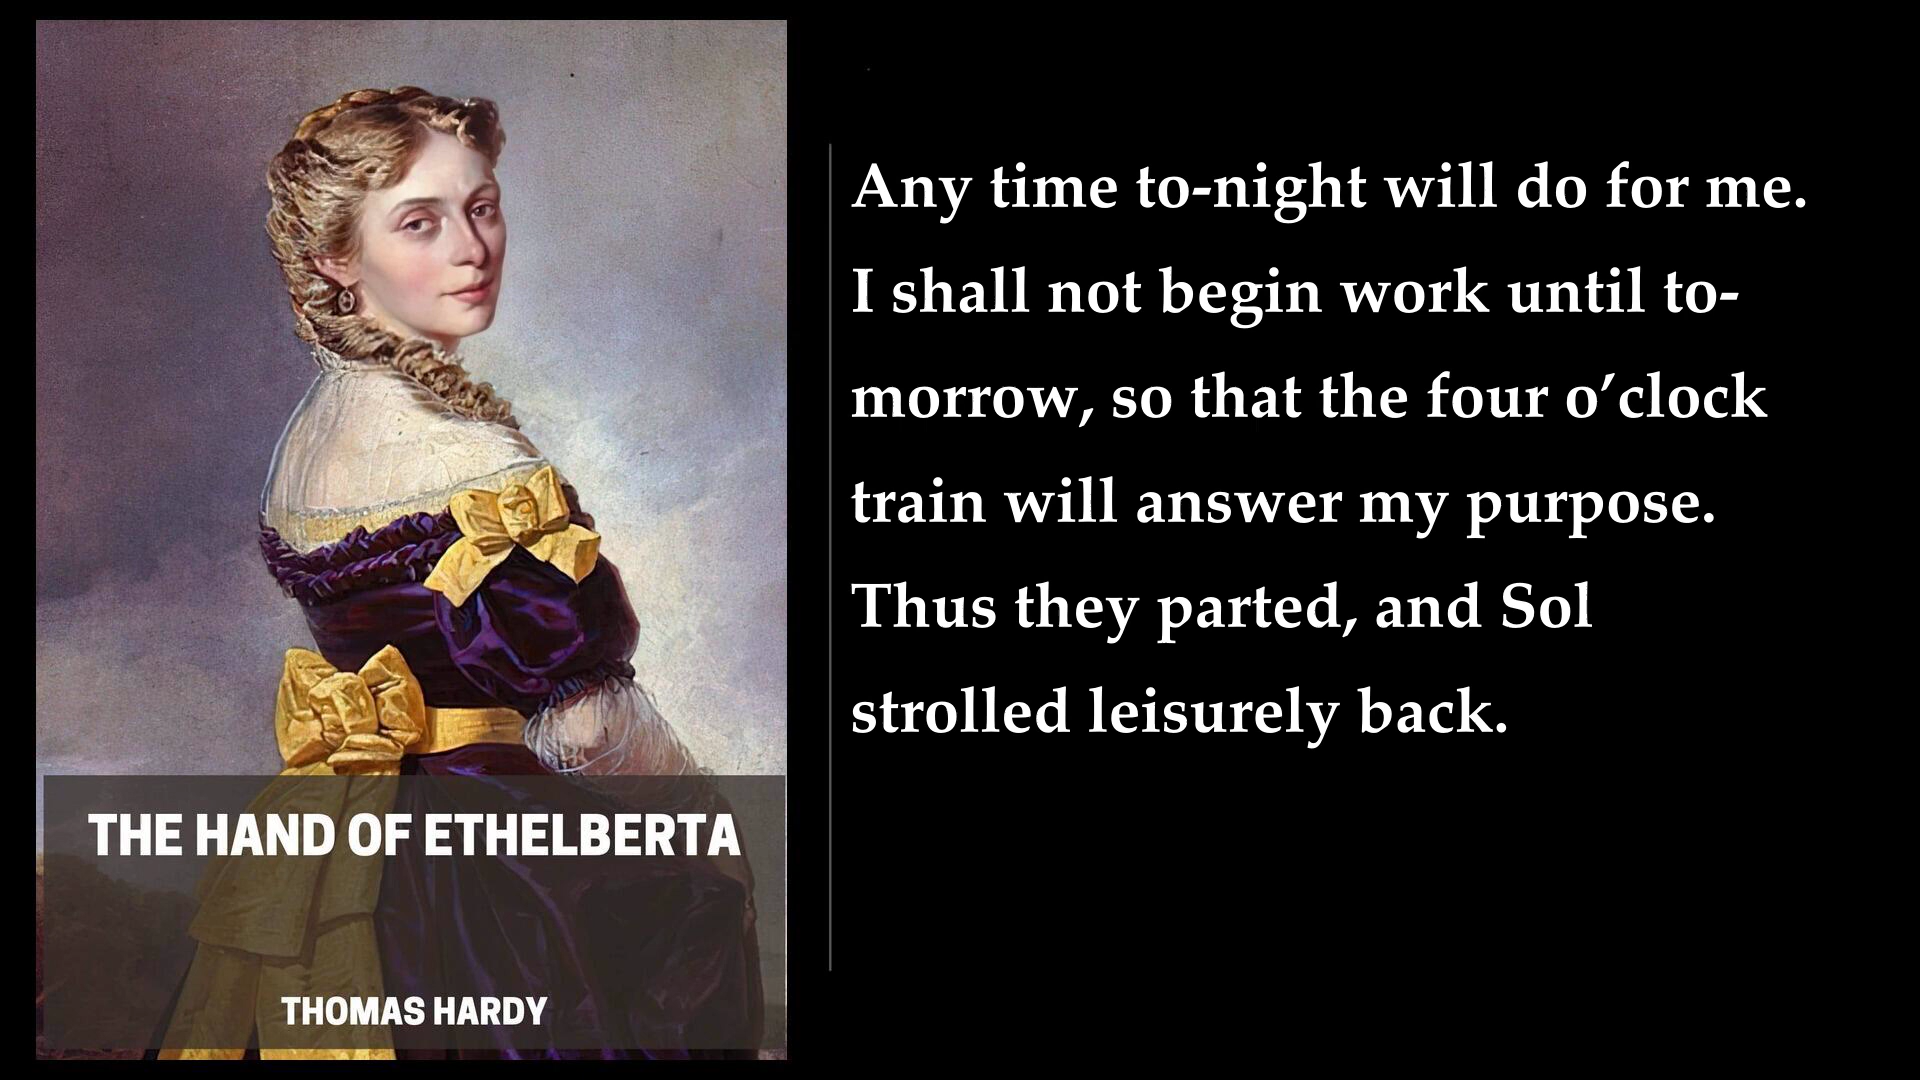 THE HAND OF ETHELBERTA
THOMAS HARDY
Any time to-night will do for me.
I shall not begin work until to-
morrow, so that the four o’clock
train will answer my purpose.
Thus they parted, and Sol
strolled leisurely back.